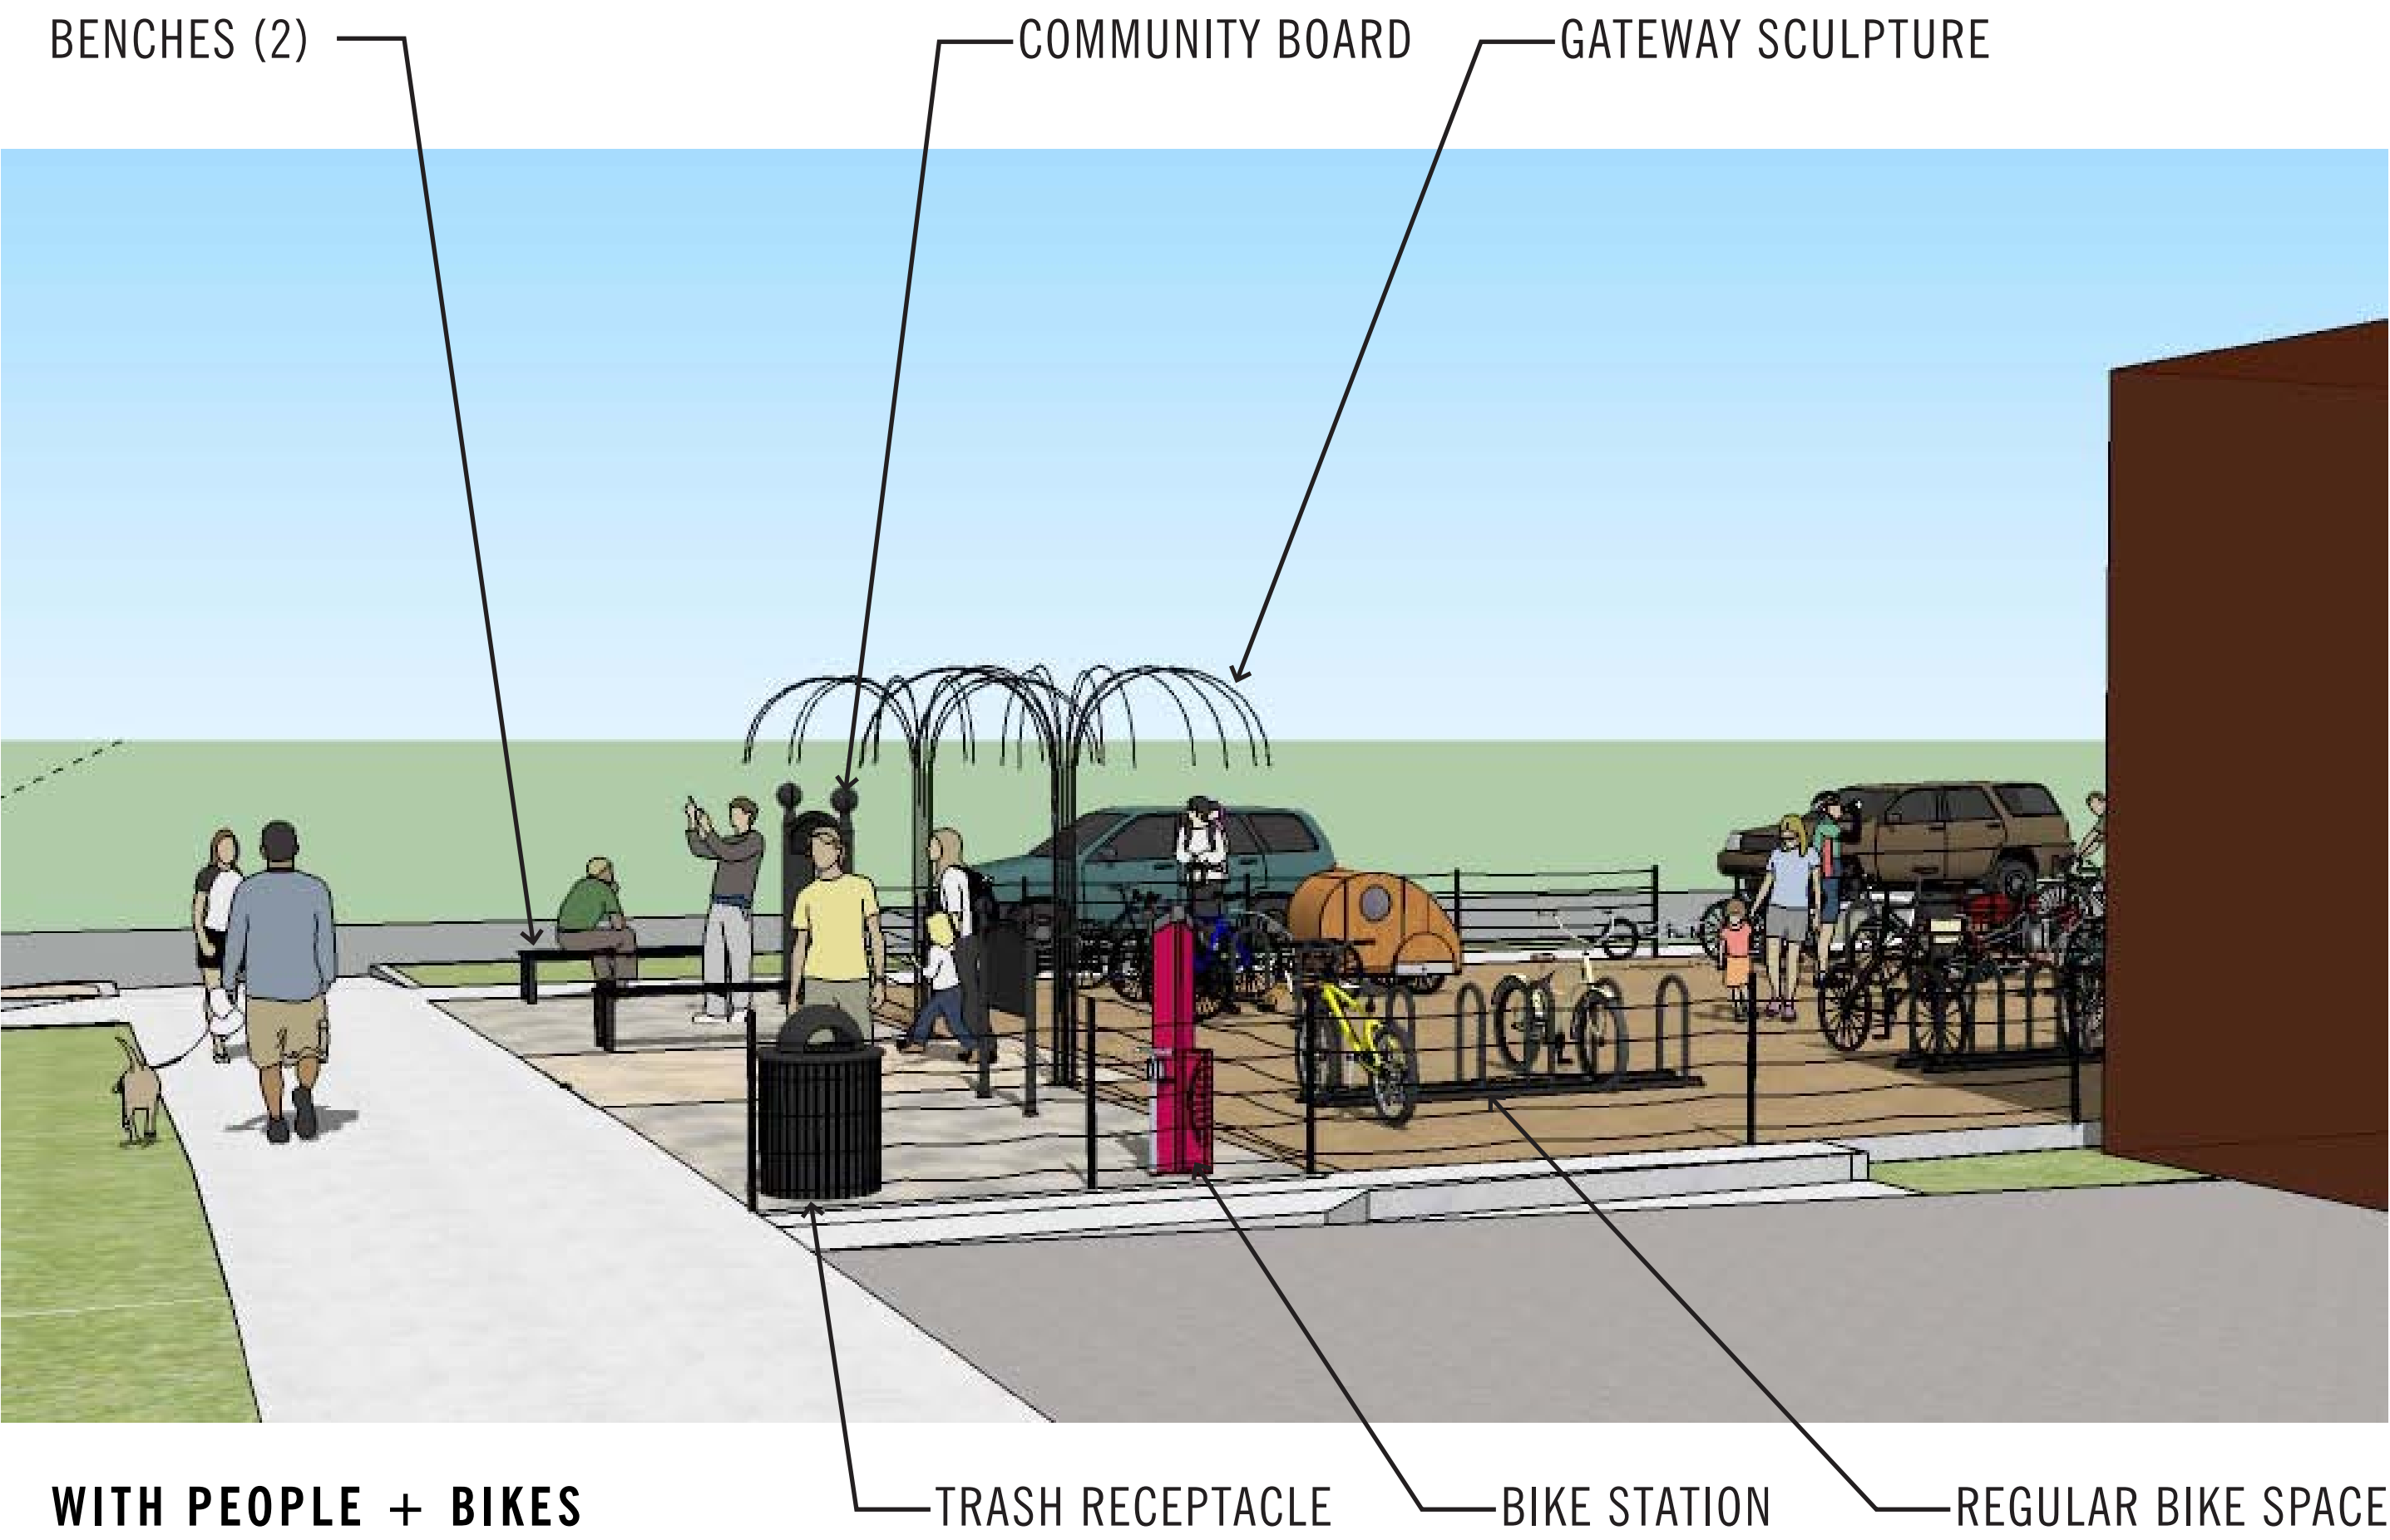 BENCHES (2)
COMMUNITY BOARD
GATEWAY SCULPTURE
WITH PEOPLE + BIKES
TRASH RECEPTACLE
BIKE STATION
REGULAR BIKE SPACE